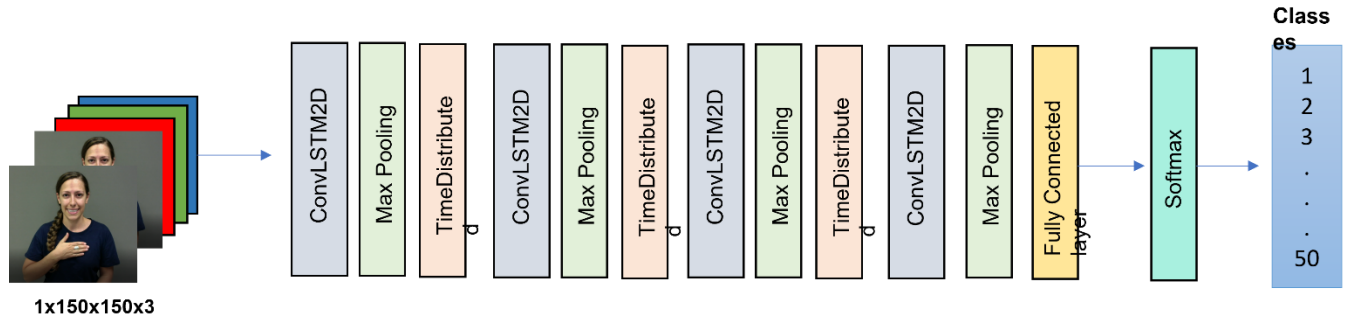 Class
es
1x150x150x3
ConvLSTM2D
Max Pooling
TimeDistribute
d
ConvLSTM2D
Max Pooling
TimeDistribute
d
ConvLSTM2D
Max Pooling
TimeDistribute
d
ConvLSTM2D
Max Pooling
Fully Connected
layer
Softmax
1
2
3
.
.
.
50